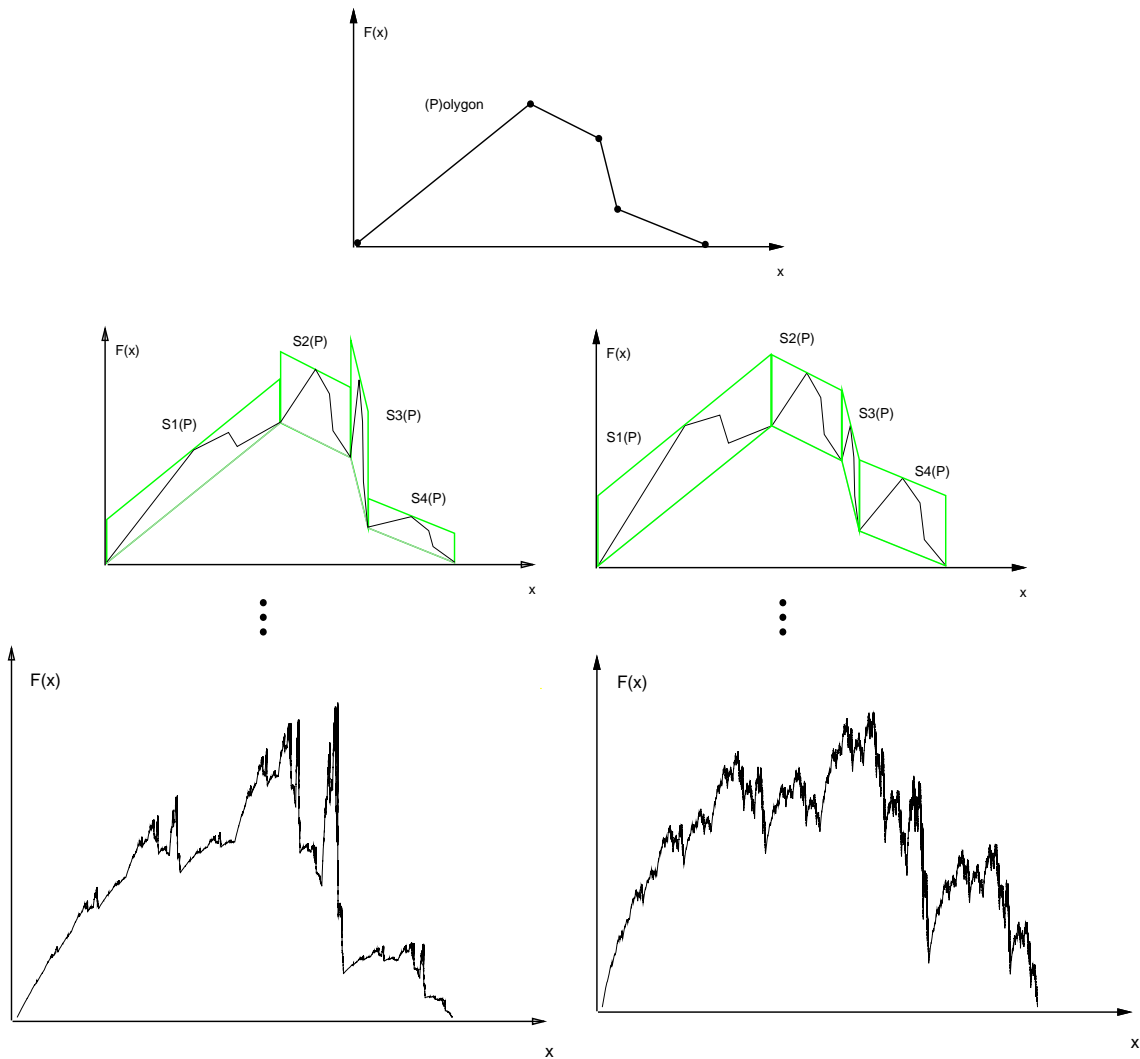 F(x)
(P)olygon
x
F(x)
S1(P)
S2(P)
S3(P)
S4(P)
x
F(x)
S1(P)
S2(P)
S3(P)
S4(P)
x
F(x)
x
F(x)
x